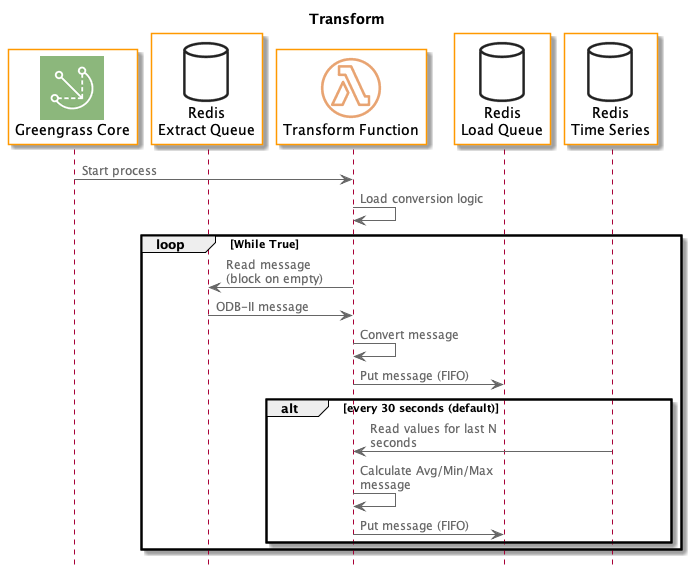 Transform
Greengrass Core
Redis
Extract Queue
Transform Function
Redis
Load Queue
Redis
Time Series
Start process
Load conversion logic
loop
[While True]
Read message
(block on empty)
ODB-II message
Convert message
Put message (FIFO)
alt
[every 30 seconds (default)]
Read values for last N
seconds
Calculate Avg/Min/Max
message
Put message (FIFO)